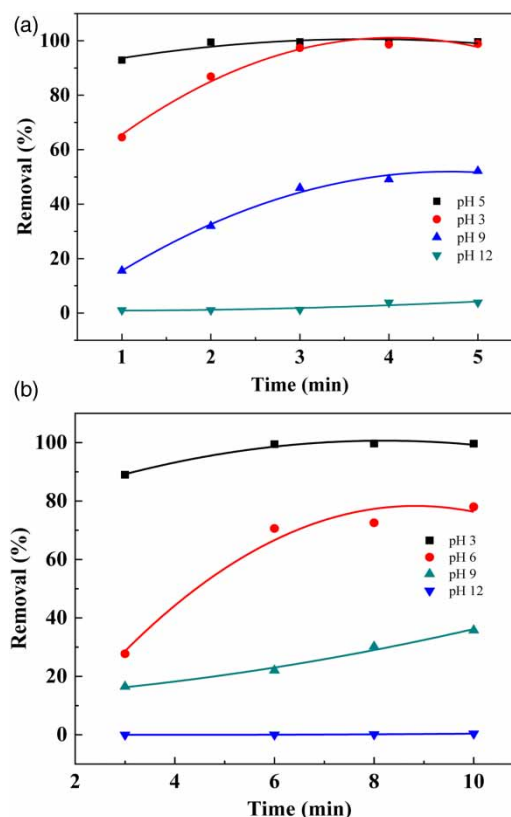 (a)
100
80
60
40
20
0
Removal (%)
pH 5
pH 3
pH 9
pH 12
1 2 3 4 5
Time (min)
(b)
100
80
60
40
20
0
Removal (%)
pH 3
pH 6
pH 9
pH 12
2 4 6 8 10
Time (min)